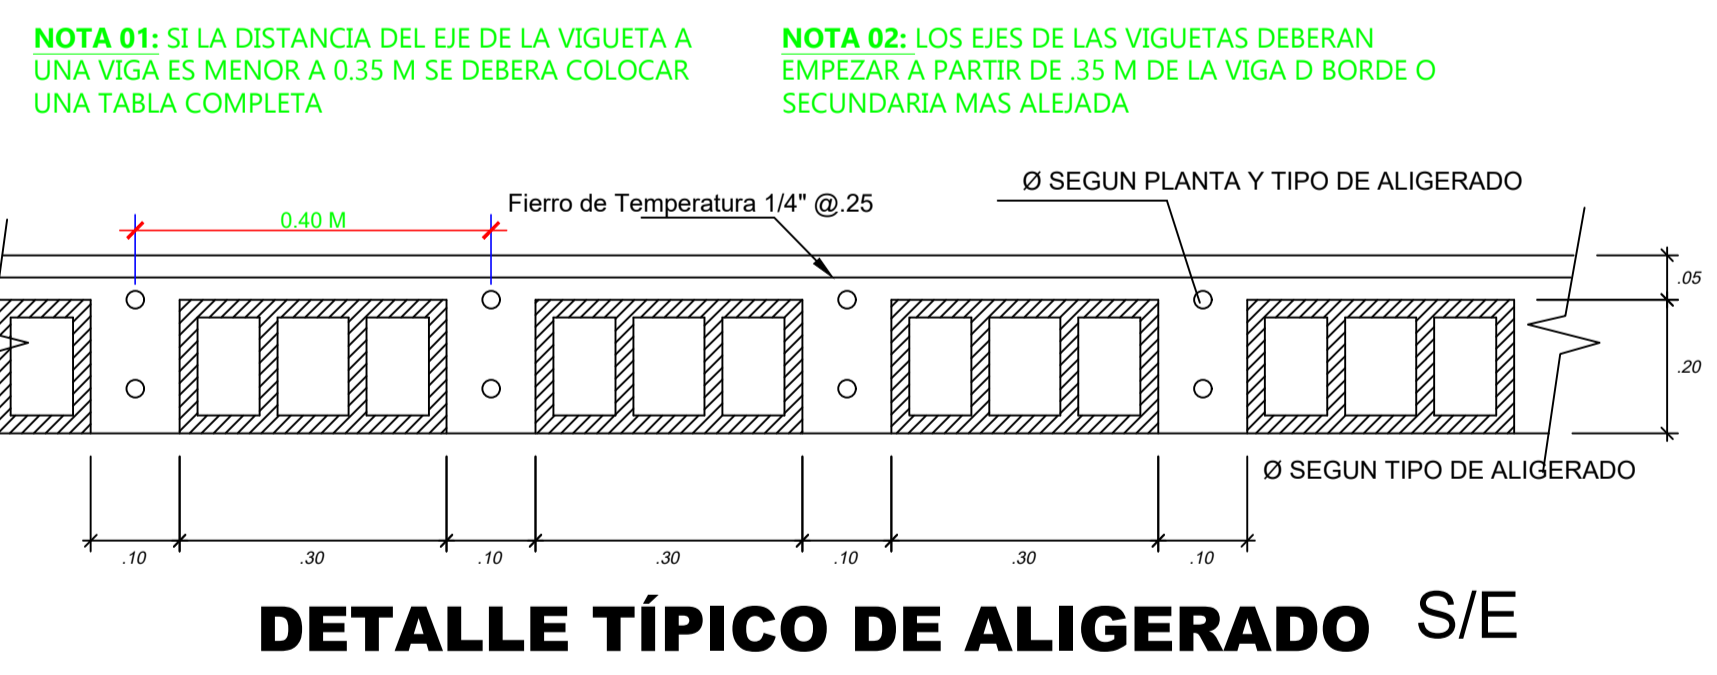 NOTA 01: SI LA DISTANCIA DEL EJE DE LA VIGUETA A
UNA VIGA ES MENOR A 0.35 M SE DEBERA COLOCAR
UNA TABLA COMPLETA
NOTA 02: LOS EJES DE LAS VIGUETAS DEBERAN
EMPEZAR A PARTIR DE .35 M DE LA VIGA D BORDE O
SECUNDARIA MAS ALEJADA
Ø SEGUN PLANTA Y TIPO DE ALIGERADO
Fierro de Temperatura 1/4" @.25
0.40 M
.05
.20
Ø SEGUN TIPO DE ALIGERADO
.10 .30 .10 .30 .10 .30 .10
DETALLE TÍPICO DE ALIGERADO S/E